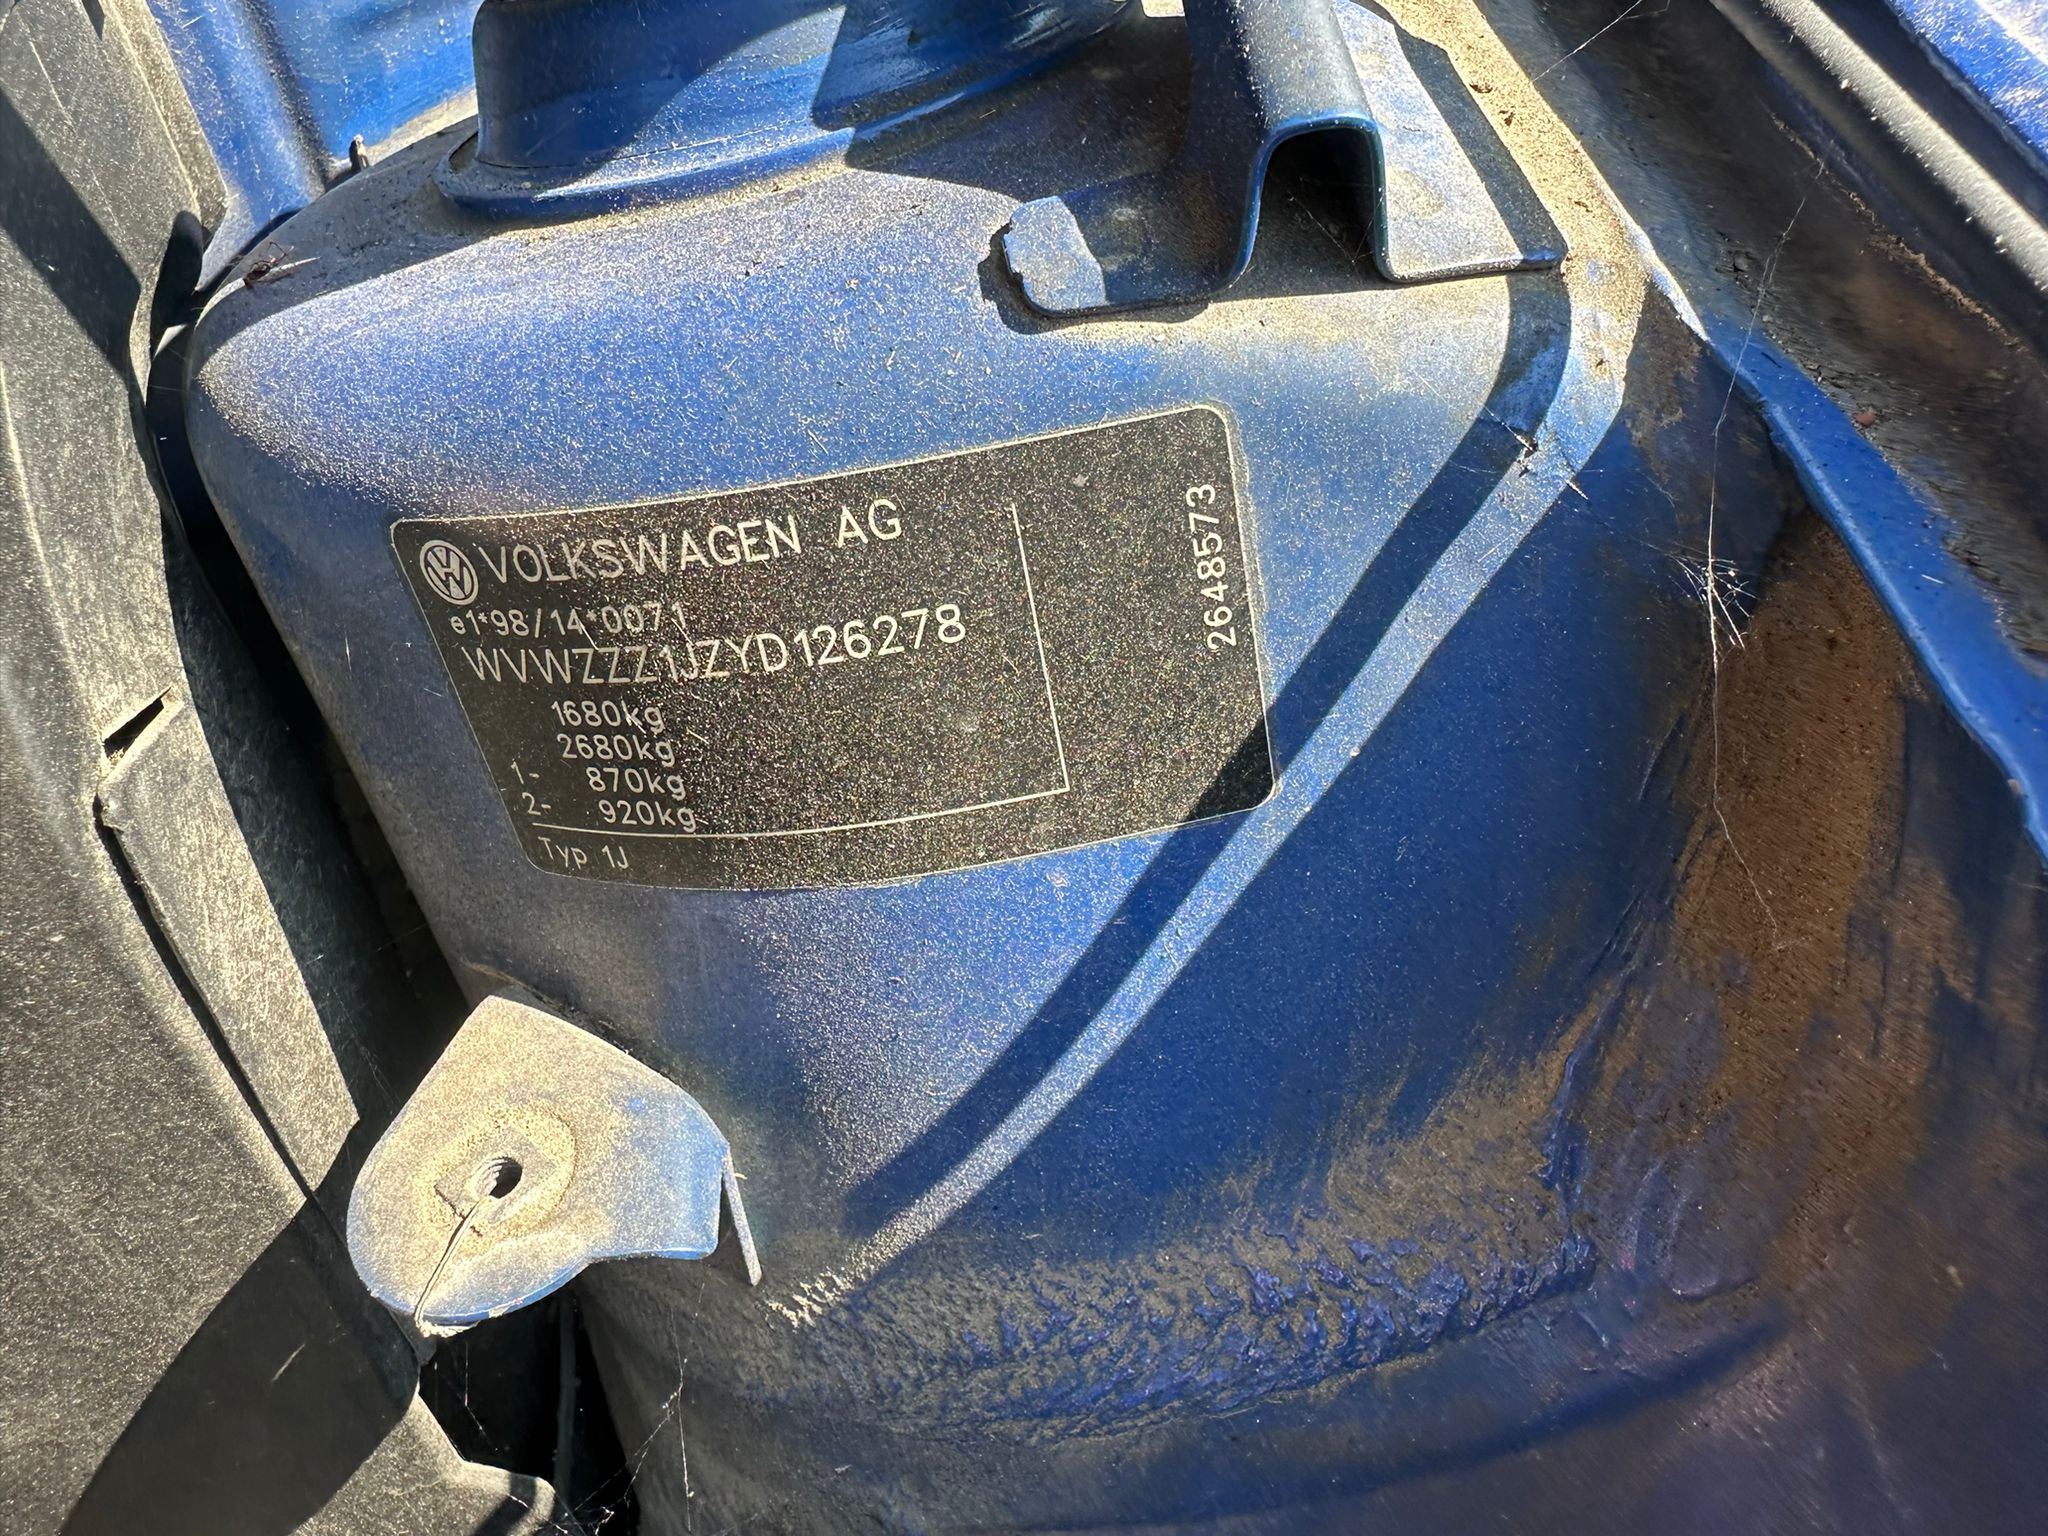 VOLKSWAGEN AG
e1*98/14*0071
WVWZZZ1JZYD126278
1680kg
2680kg
1- 870kg
2- 920kg
Typ 1J
2648573